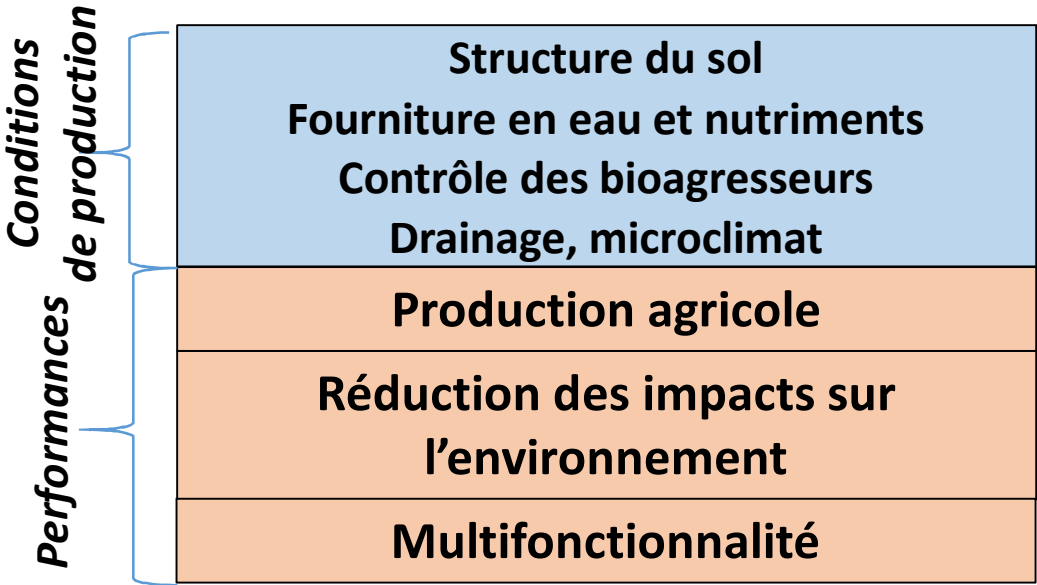 Conditions
de production
Structure du sol
Fourniture en eau et nutriments
Contrôle des bioagresseurs
Drainage, microclimat
Performances
Production agricole
Réduction des impacts sur
l’environnement
Multifonctionnalité